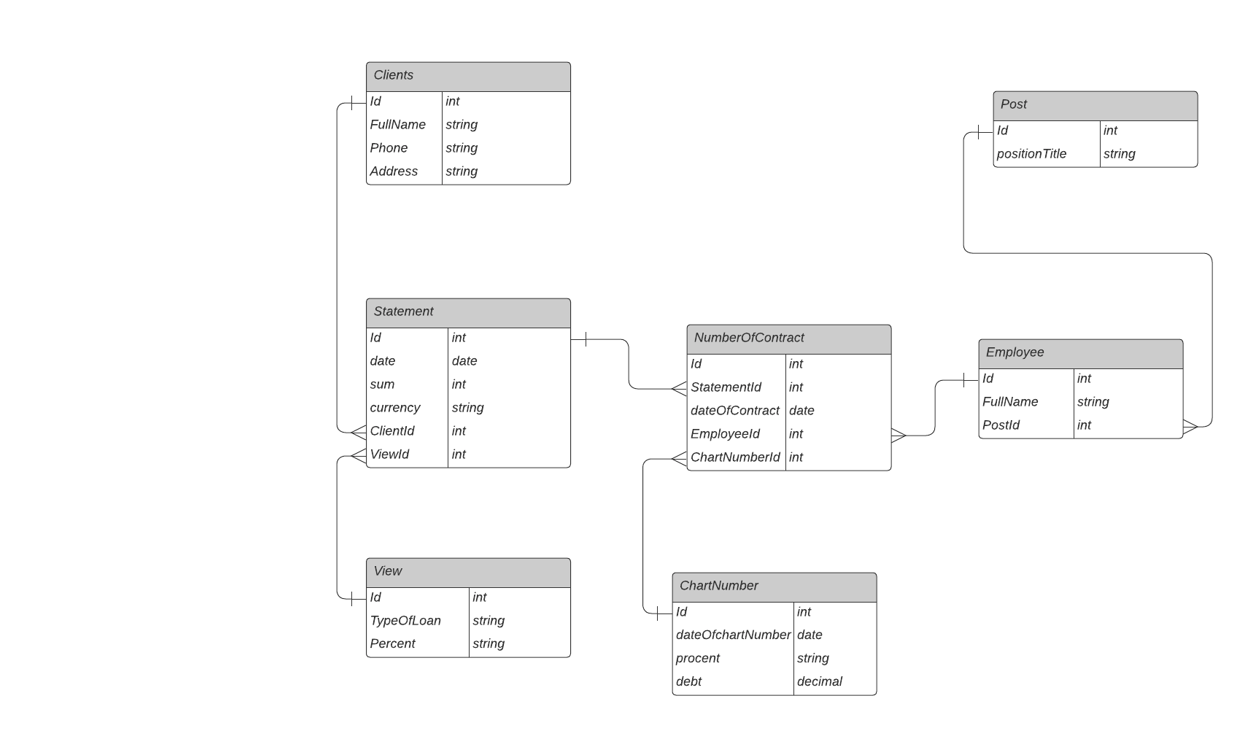 Clients
Id int
FullName string
Phone string
Address string
Post
Id int
positionTitle string
Statement
Id int
date date
sum int
currency string
ClientId int
ViewId int
NumberOfContract
Id int
StatementId int
dateOfContract date
EmployeeId int
ChartNumberId int
Employee
Id int
FullName string
PostId int
View
Id int
TypeOfLoan string
Percent string
ChartNumber
Id int
dateOfchartNumber date
procent string
debt decimal